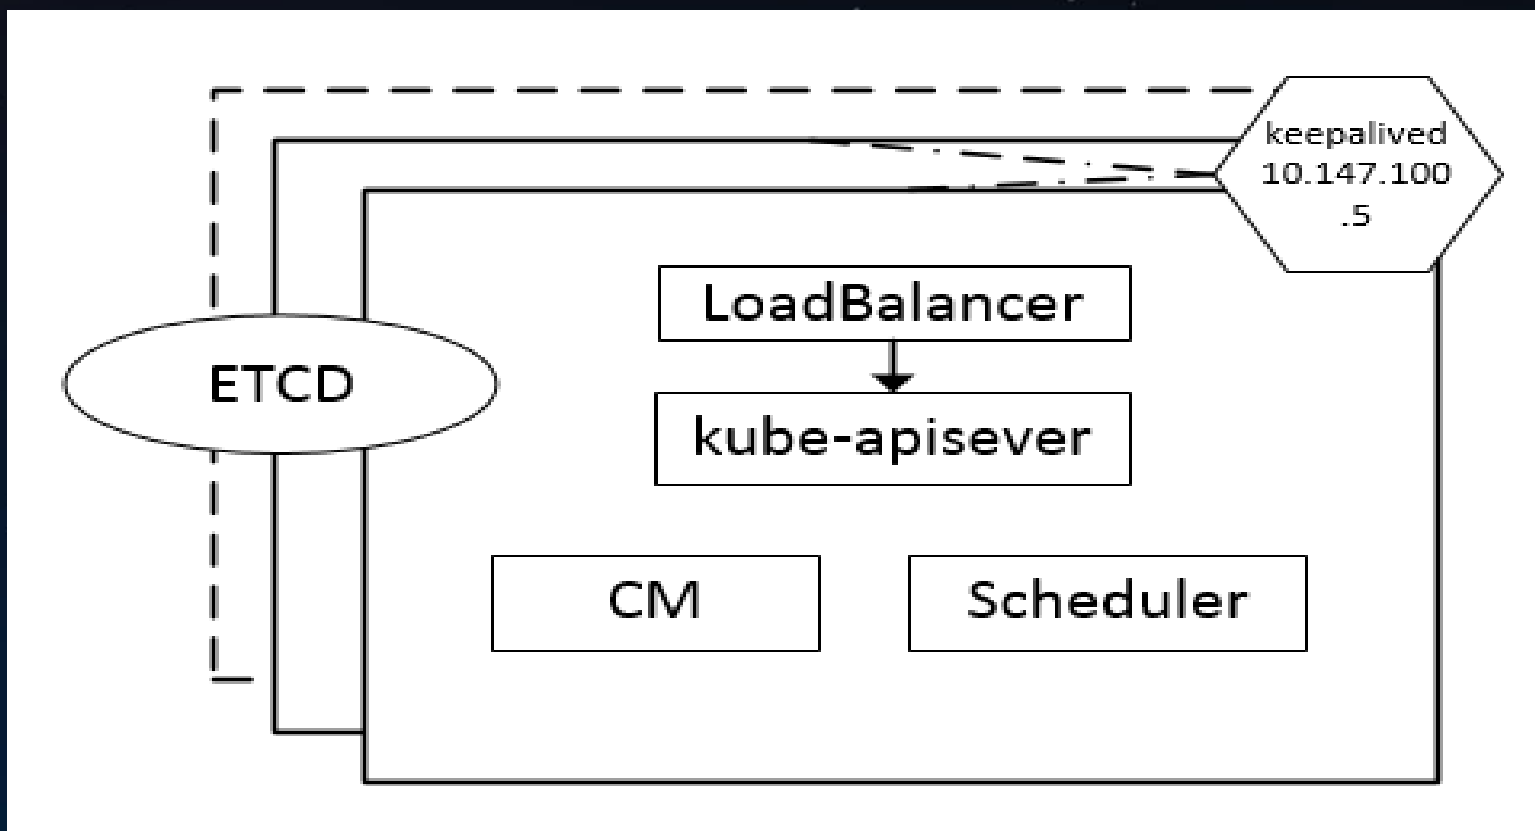 keepalived
10.147.100
.5
LoadBalancer
ETCD
kube-apisever
CM
Scheduler